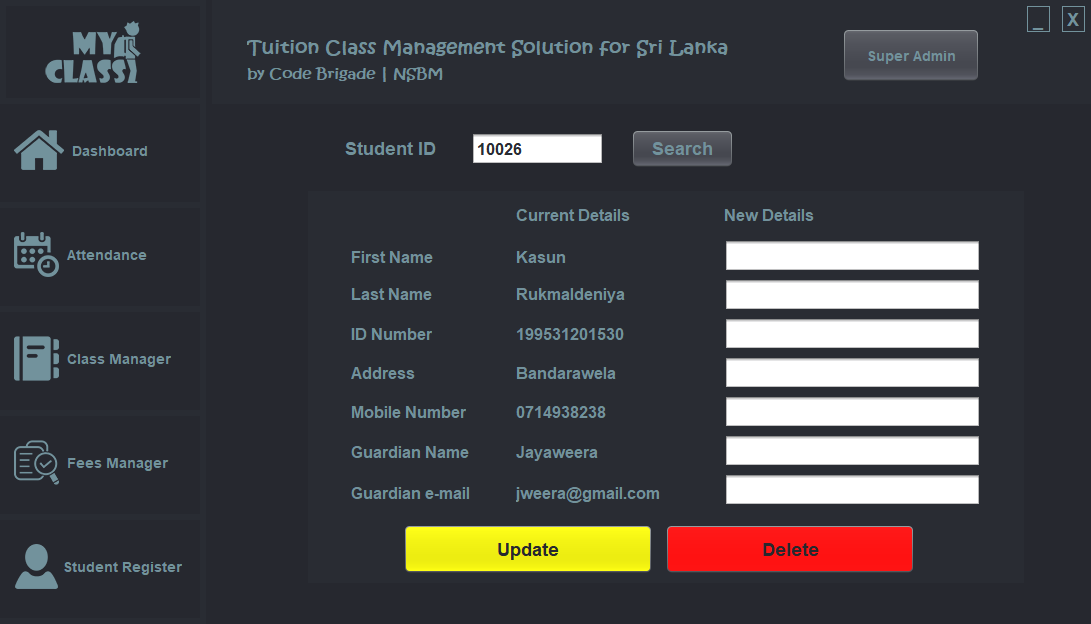 MY
CLASS
Tuition Class Management Solution for Sri Lanka
by Code Brigade | NSBM
Super Admin
_ X
Dashboard
Attendance
Class Manager
Fees Manager
Student Register
Student ID 10026 Search
Current Details New Details
First Name Kasun
Last Name Rukmaldeniya
ID Number 199531201530
Address Bandarawela
Mobile Number 0714938238
Guardian Name Jayaweera
Guardian e-mail jweera@gmail.com
Update Delete